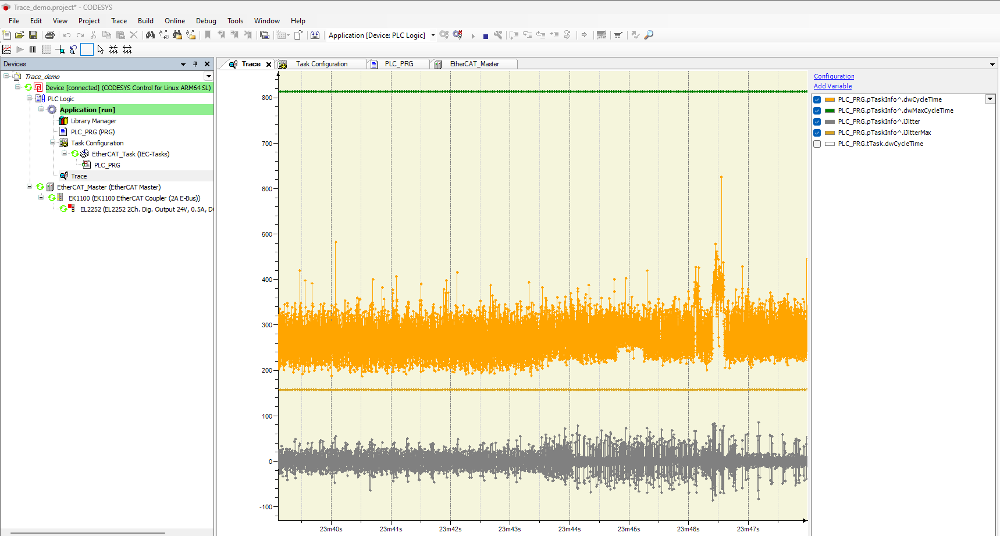 Trace_demo.project* - CODESYS
File Edit View Project Trace Build Online Debug Tools Window Help
Application [Device: PLC Logic]
Devices
Trace_demo
Device [connected] (CODESYS Control for Linux ARM64 SL)
PLC Logic
Application [run]
Library Manager
PLC_PRG (PRG)
Task Configuration
EtherCAT_Task (IEC-Tasks)
PLC_PRG
Trace
EtherCAT_Master (EtherCAT Master)
EK1100 (EK1100 EtherCAT Coupler (2A E-Bus))
EL2252 (EL2252 2Ch. Dig. Output 24V, 0.5A, D
Trace Task Configuration PLC_PRG EtherCAT_Master
800
700
600
500
400
300
200
100
0
-100
23m40s 23m41s 23m42s 23m43s 23m44s 23m45s 23m46s 23m47s
Configuration
Add Variable
PLC_PRG.pTaskInfo^.dwCycleTime
PLC_PRG.pTaskInfo^.dwMaxCycleTime
PLC_PRG.pTaskInfo^.iJitter
PLC_PRG.pTaskInfo^.iJitterMax
PLC_PRG.tTask.dwCycleTime